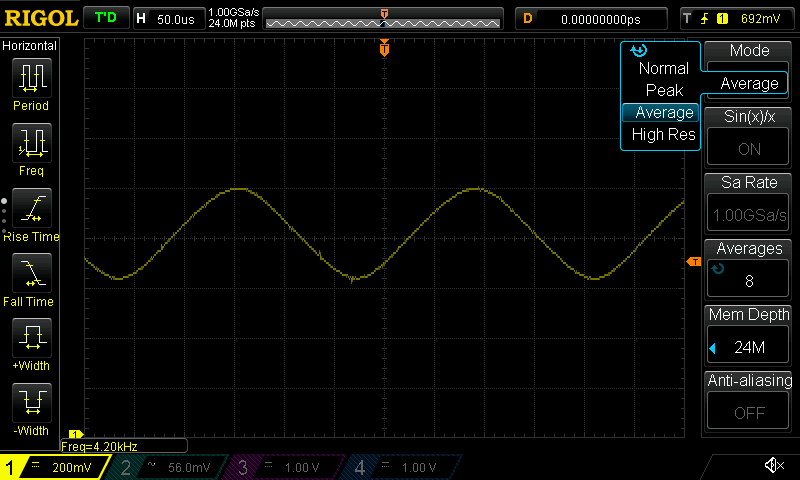 RIGOL T'D H 50.0us 1.00GSa/s 24.0M pts T D 0.00000000ps T 1 692mV
Horizontal
Period
Freq
Rise Time
Fall Time
+Width
-Width
T
Normal
Peak
Average
High Res
Mode
Average
Sin(x)/x
ON
Sa Rate
1.00GSa/s
Averages
8
Mem Depth
24M
Anti-aliasing
OFF
T
1
Freq=4.20kHz
1 200mV 2 56.0mV 3 1.00 V 4 1.00 V